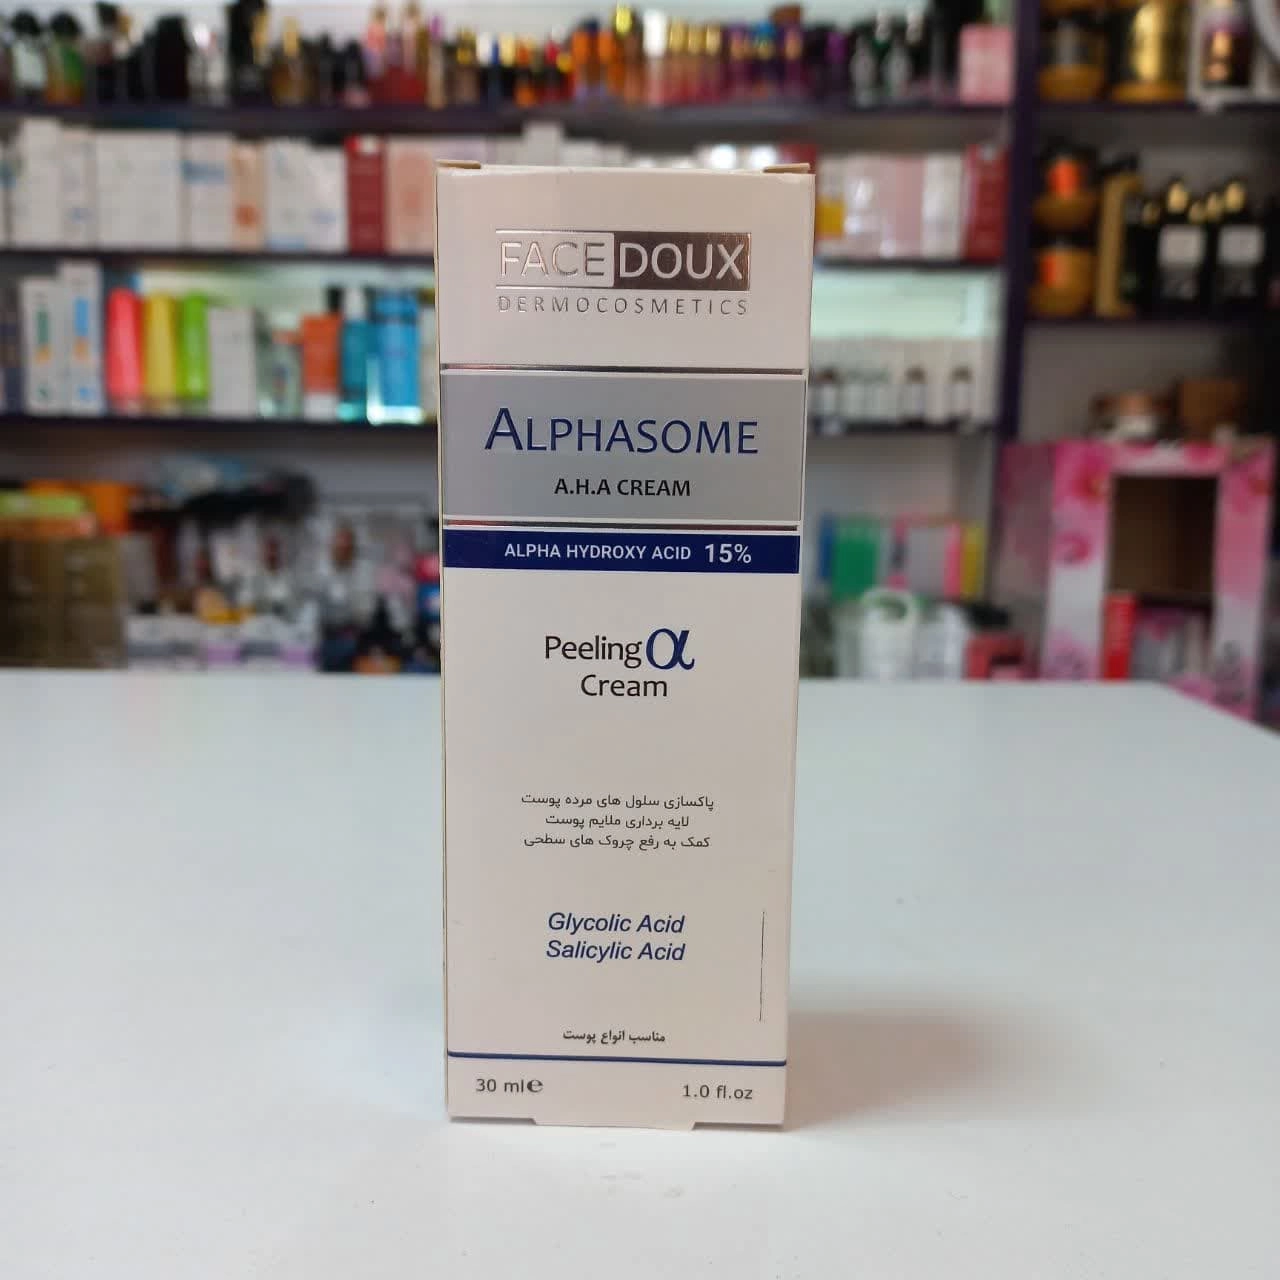 FACEDOUX
DERMOCOSMETICS
ALPHASOME
A.H.A CREAM
ALPHA HYDROXY ACID 15%
Peeling α
Cream
پاکسازی سلول های مرده پوست
لایه برداری ملایم پوست
کمک به رفع چروک های سطحی
Glycolic Acid
Salicylic Acid
مناسب انواع پوست
30 ml℮ 1.0 fl.oz